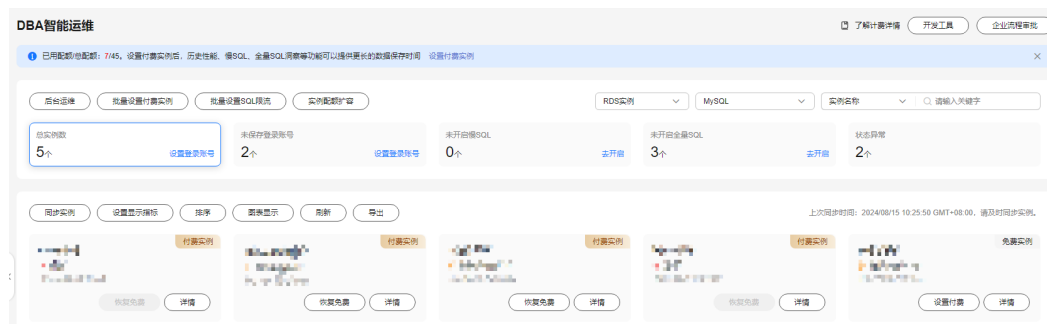 DBA智能运维
了解计费详情 开发工具 企业流程审批
已用配额/总配额：7/45。设置付费实例后，历史性能、慢SQL、全量SQL洞察等功能可以提供更长的数据保存时间 设置付费实例
后台运维 批量设置付费实例 批量设置SQL限流 实例配额扩容 RDS实例 MySQL 实例名称 请输入关键字
总实例数 未保存登录账号 未开启慢SQL 未开启全量SQL 状态异常
5个 设置登录账号 2个 设置登录账号 0个 去开启 3个 去开启 2个
同步实例 设置显示指标 排序 图表显示 刷新 导出 上次同步时间：2024/08/15 10:25:50 GMT+08:00，请及时同步实例。
付费实例 付费实例 付费实例 付费实例 免费实例
恢复免费 详情 恢复免费 详情 恢复免费 详情 恢复免费 详情 设置付费 详情